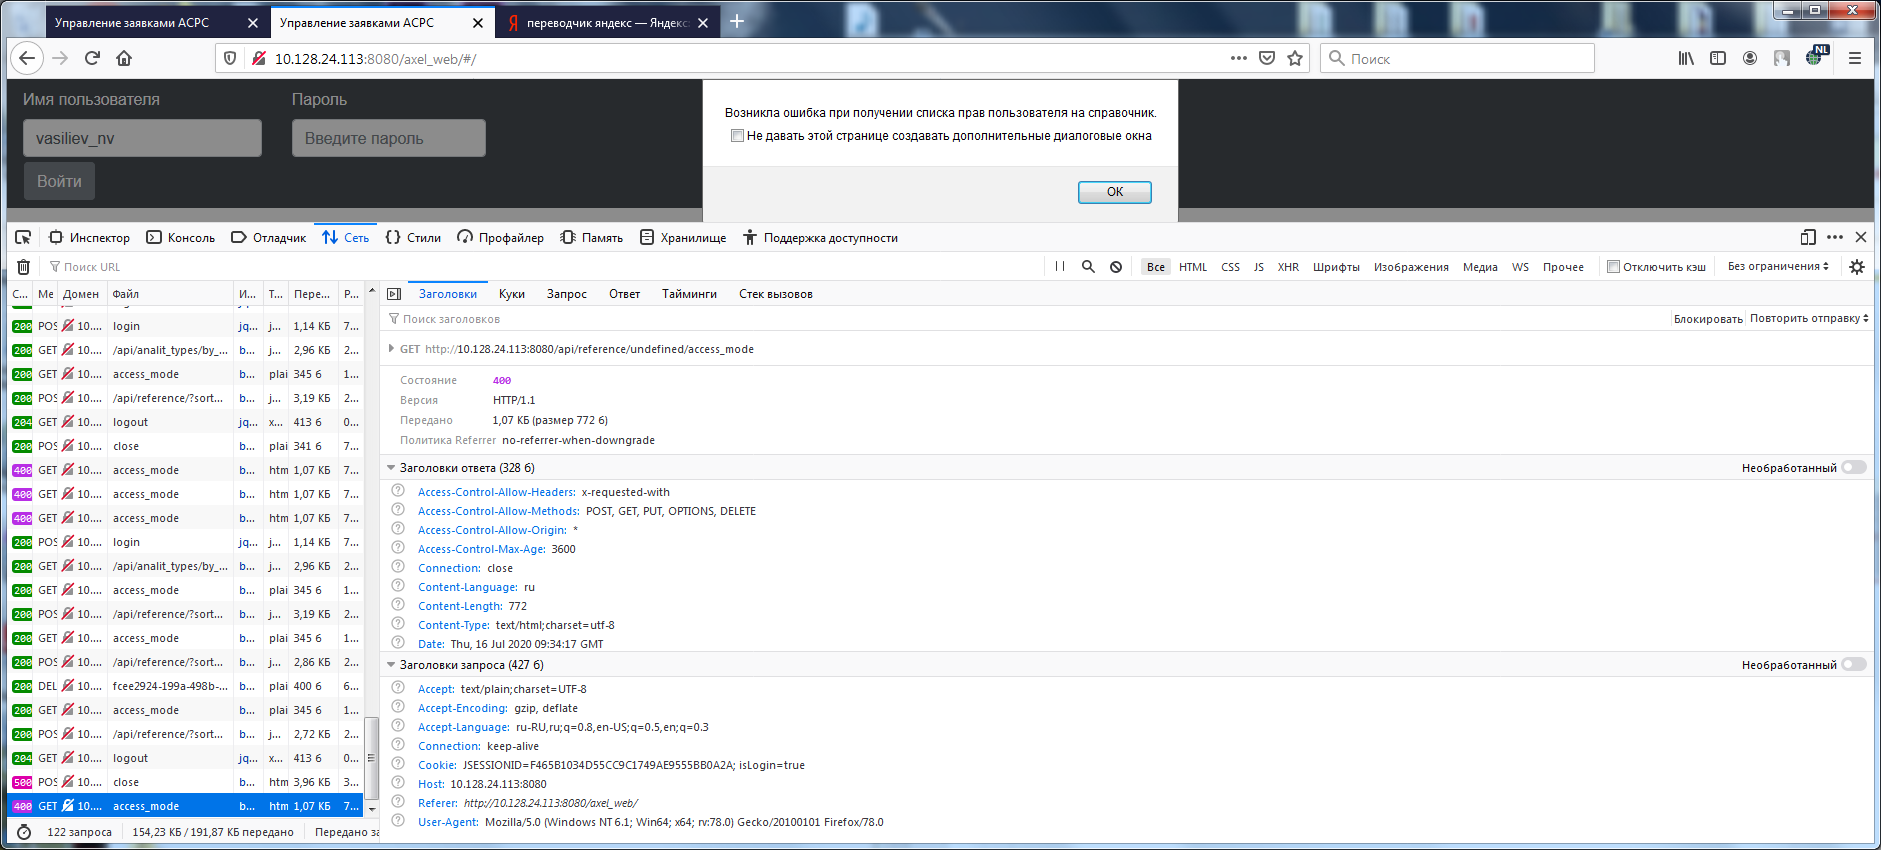 Управление заявками АСРС
Управление заявками АСРС
переводчик яндекс — Яндекс
10.128.24.113:8080/axel_web/#/
Поиск
NL
Имя пользователя
Пароль
vasiliev_nv
Введите пароль
Войти
Возникла ошибка при получении списка прав пользователя на справочник.
Не давать этой странице создавать дополнительные диалоговые окна
ОК
Инспектор Консоль Отладчик Сеть Стили Профайлер Память Хранилище Поддержка доступности
Поиск URL
Все HTML CSS JS XHR Шрифты Изображения Медиа WS Прочее Отключить кэш Без ограничения
С... Ме Домен Файл И... Т... Пере... Р...
200 POS 10.... login jq... j... 1,14 КБ 7...
200 GET 10.... /api/analit_types/by_... b... j... 2,96 КБ 2...
200 GET 10.... access_mode b... plai 345 б 1...
200 POS 10.... /api/reference/?sort... b... j... 3,19 КБ 2...
204 GET 10.... logout jq... x... 413 б 0...
200 POS 10.... close b... plai 341 б 7...
400 GET 10.... access_mode b... htm 1,07 КБ 7...
400 GET 10.... access_mode b... htm 1,07 КБ 7...
400 GET 10.... access_mode b... htm 1,07 КБ 7...
200 POS 10.... login jq... j... 1,14 КБ 7...
200 GET 10.... /api/analit_types/by_... b... j... 2,96 КБ 2...
200 GET 10.... access_mode b... plai 345 б 1...
200 POS 10.... /api/reference/?sort... b... j... 3,19 КБ 2...
200 GET 10.... access_mode b... plai 345 б 1...
200 POS 10.... /api/reference/?sort... b... j... 2,86 КБ 2...
200 DEL 10.... fcee2924-199a-498b-... b... plai 400 б 6...
200 GET 10.... access_mode b... plai 345 б 1...
200 POS 10.... /api/reference/?sort... b... j... 2,72 КБ 2...
204 GET 10.... logout jq... x... 413 б 0...
500 POS 10.... close b... htm 3,96 КБ 3...
400 GET 10.... access_mode b... htm 1,07 КБ 7...
122 запроса 154,23 КБ / 191,87 КБ передано Передано за
Заголовки Куки Запрос Ответ Тайминги Стек вызовов
Поиск заголовков
Блокировать Повторить отправку
GET http://10.128.24.113:8080/api/reference/undefined/access_mode
Состояние 400
Версия HTTP/1.1
Передано 1,07 КБ (размер 772 б)
Политика Referrer no-referrer-when-downgrade
Заголовки ответа (328 б) Необработанный
Access-Control-Allow-Headers: x-requested-with
Access-Control-Allow-Methods: POST, GET, PUT, OPTIONS, DELETE
Access-Control-Allow-Origin: *
Access-Control-Max-Age: 3600
Connection: close
Content-Language: ru
Content-Length: 772
Content-Type: text/html;charset=utf-8
Date: Thu, 16 Jul 2020 09:34:17 GMT
Заголовки запроса (427 б) Необработанный
Accept: text/plain;charset=UTF-8
Accept-Encoding: gzip, deflate
Accept-Language: ru-RU,ru;q=0.8,en-US;q=0.5,en;q=0.3
Connection: keep-alive
Cookie: JSESSIONID=F465B1034D55CC9C1749AE9555BB0A2A; isLogin=true
Host: 10.128.24.113:8080
Referer: http://10.128.24.113:8080/axel_web/
User-Agent: Mozilla/5.0 (Windows NT 6.1; Win64; x64; rv:78.0) Gecko/20100101 Firefox/78.0